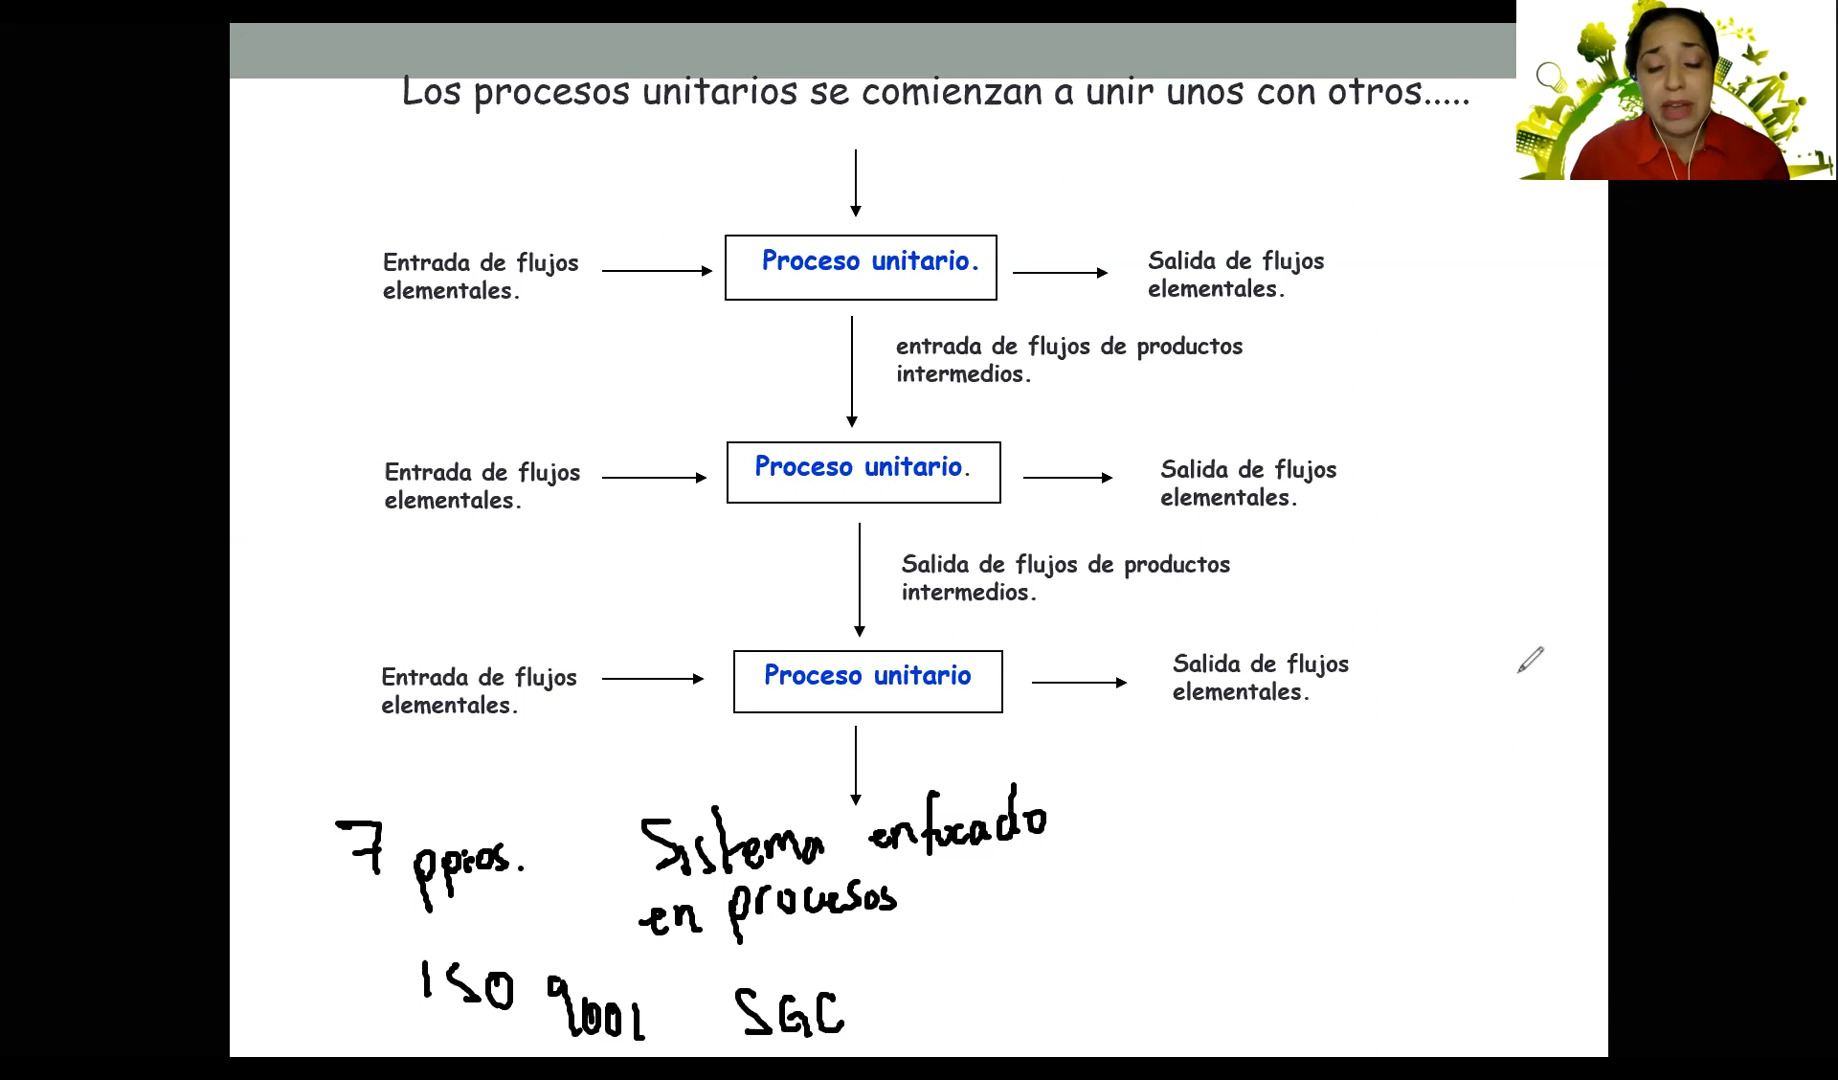 Los procesos unitarios se comienzan a unir unos con otros.....
Entrada de flujos
elementales.
Proceso unitario.
Salida de flujos
elementales.
entrada de flujos de productos
intermedios.
Entrada de flujos
elementales.
Proceso unitario.
Salida de flujos
elementales.
Salida de flujos de productos
intermedios.
Entrada de flujos
elementales.
Proceso unitario
Salida de flujos
elementales.
7 ppios.
Sistema enfocado
en procesos
ISO 9001 SGC